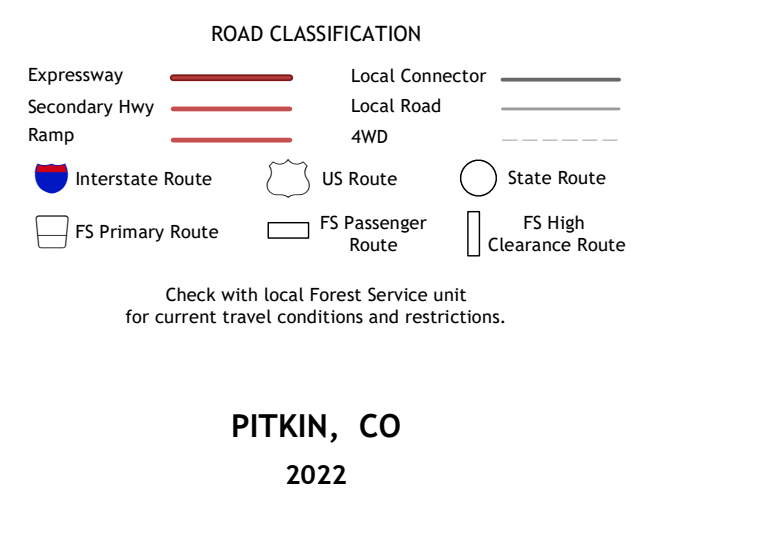 ROAD CLASSIFICATION
Expressway
Local Connector
Secondary Hwy
Local Road
Ramp
4WD
Interstate Route
US Route
State Route
FS Primary Route
FS Passenger
Route
FS High
Clearance Route
Check with local Forest Service unit
for current travel conditions and restrictions.
PITKIN, CO
2022